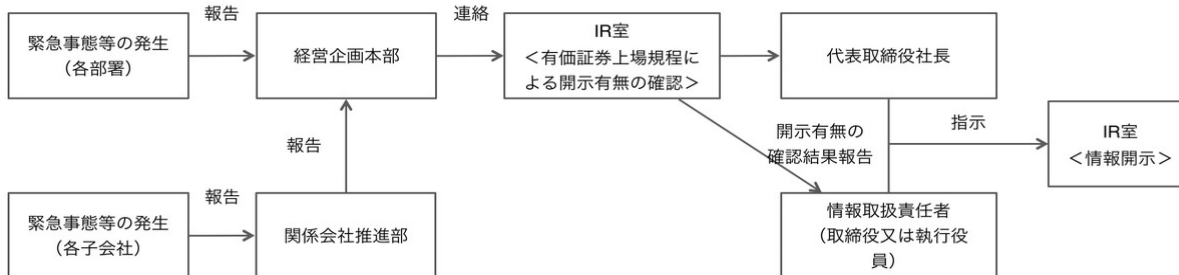 報告
連絡
緊急事態等の発生
（各部署）
経営企画本部
IR室
＜有価証券上場規程に
よる開示有無の確認＞
代表取締役社長
報告
開示有無の
確認結果報告
指示
IR室
＜情報開示＞
報告
緊急事態等の発生
（各子会社）
関係会社推進部
情報取扱責任者
（取締役又は執行役
員）